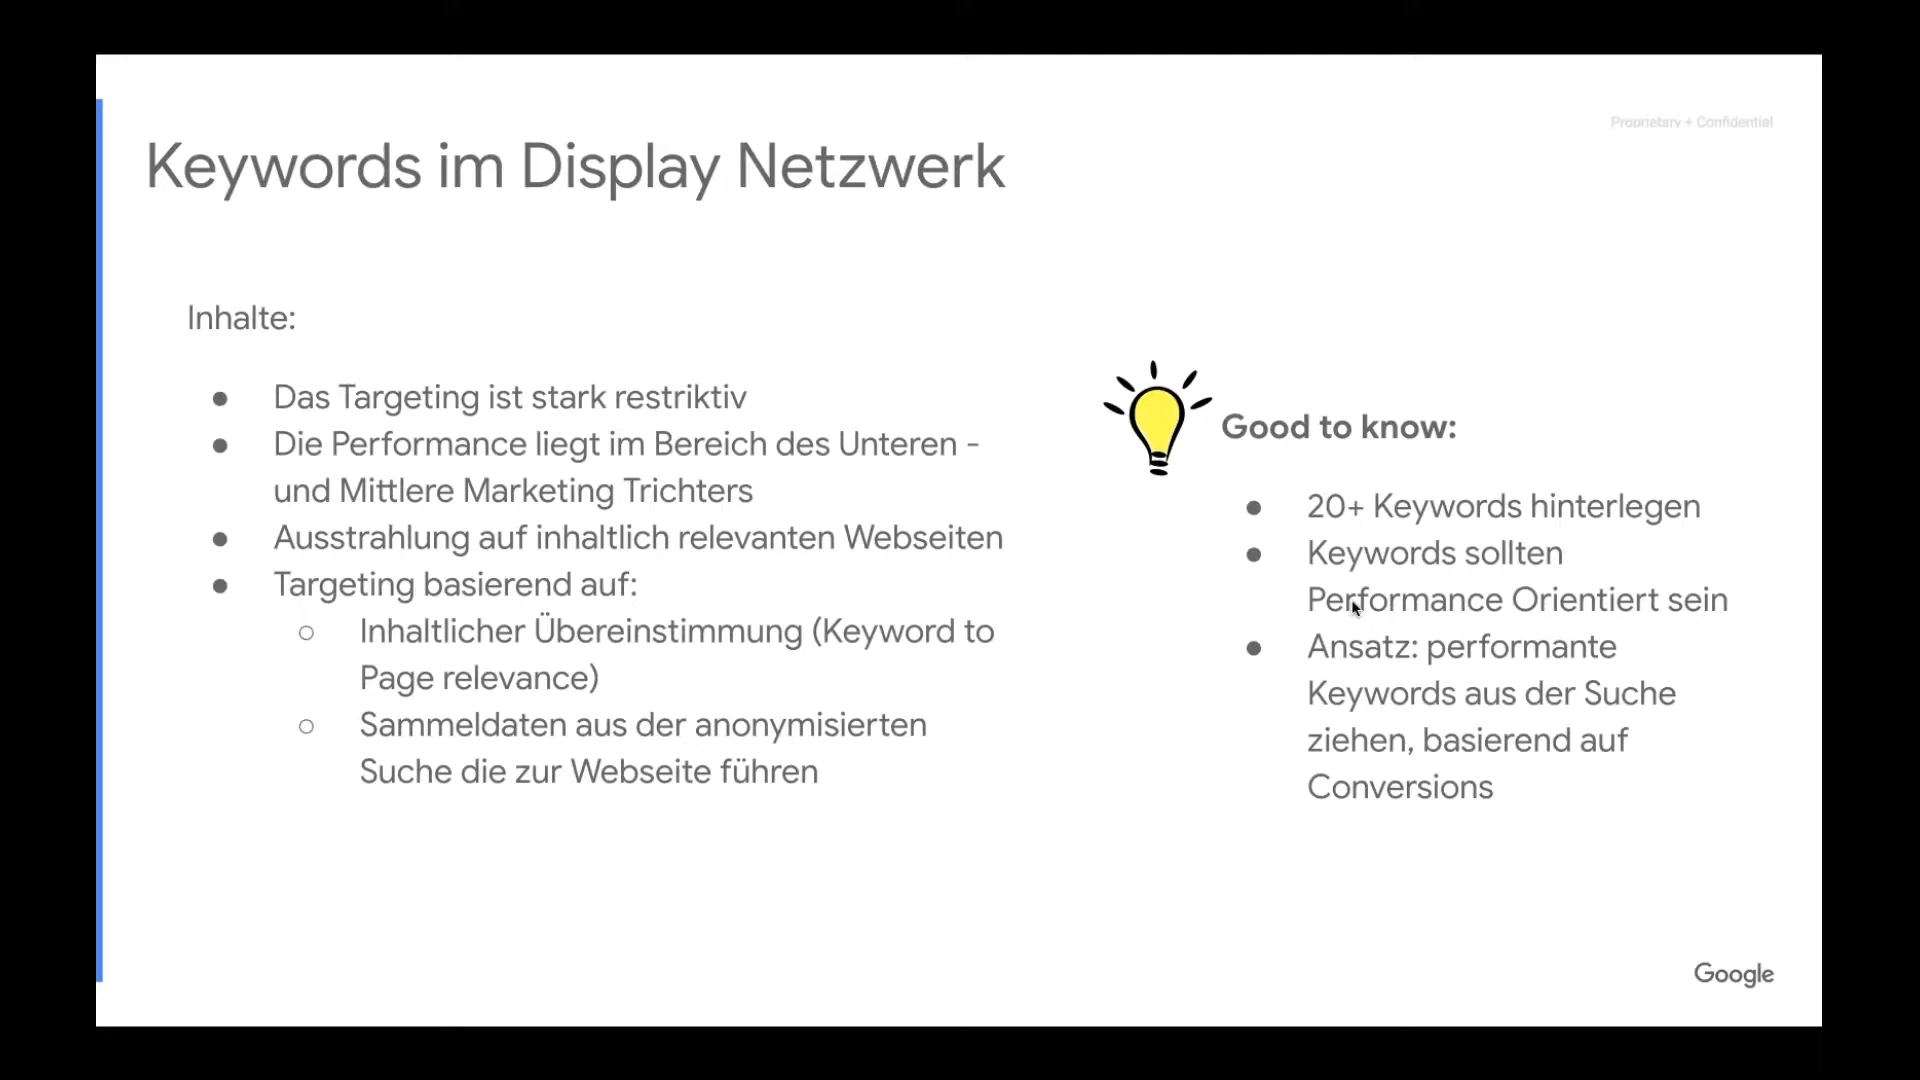 Proprietary + Confidential
Keywords im Display Netzwerk
Inhalte:
● Das Targeting ist stark restriktiv
● Die Performance liegt im Bereich des Unteren -
und Mittlere Marketing Trichters
● Ausstrahlung auf inhaltlich relevanten Webseiten
● Targeting basierend auf:
○ Inhaltlicher Übereinstimmung (Keyword to
Page relevance)
○ Sammeldaten aus der anonymisierten
Suche die zur Webseite führen
Good to know:
● 20+ Keywords hinterlegen
● Keywords sollten
Performance Orientiert sein
● Ansatz: performante
Keywords aus der Suche
ziehen, basierend auf
Conversions
Google